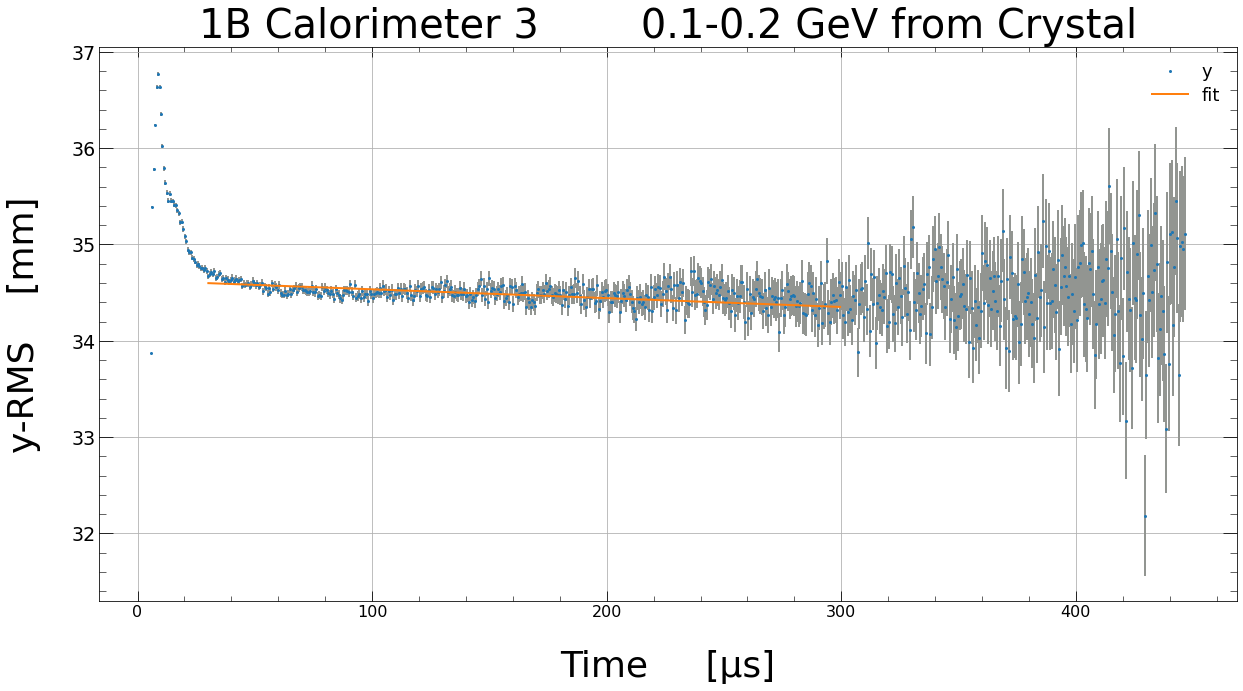 1B Calorimeter 3 0.1-0.2 GeV from Crystal
37
36
35
34
33
32
y-RMS [mm]
y
fit
0 100 200 300 400
Time [µs]